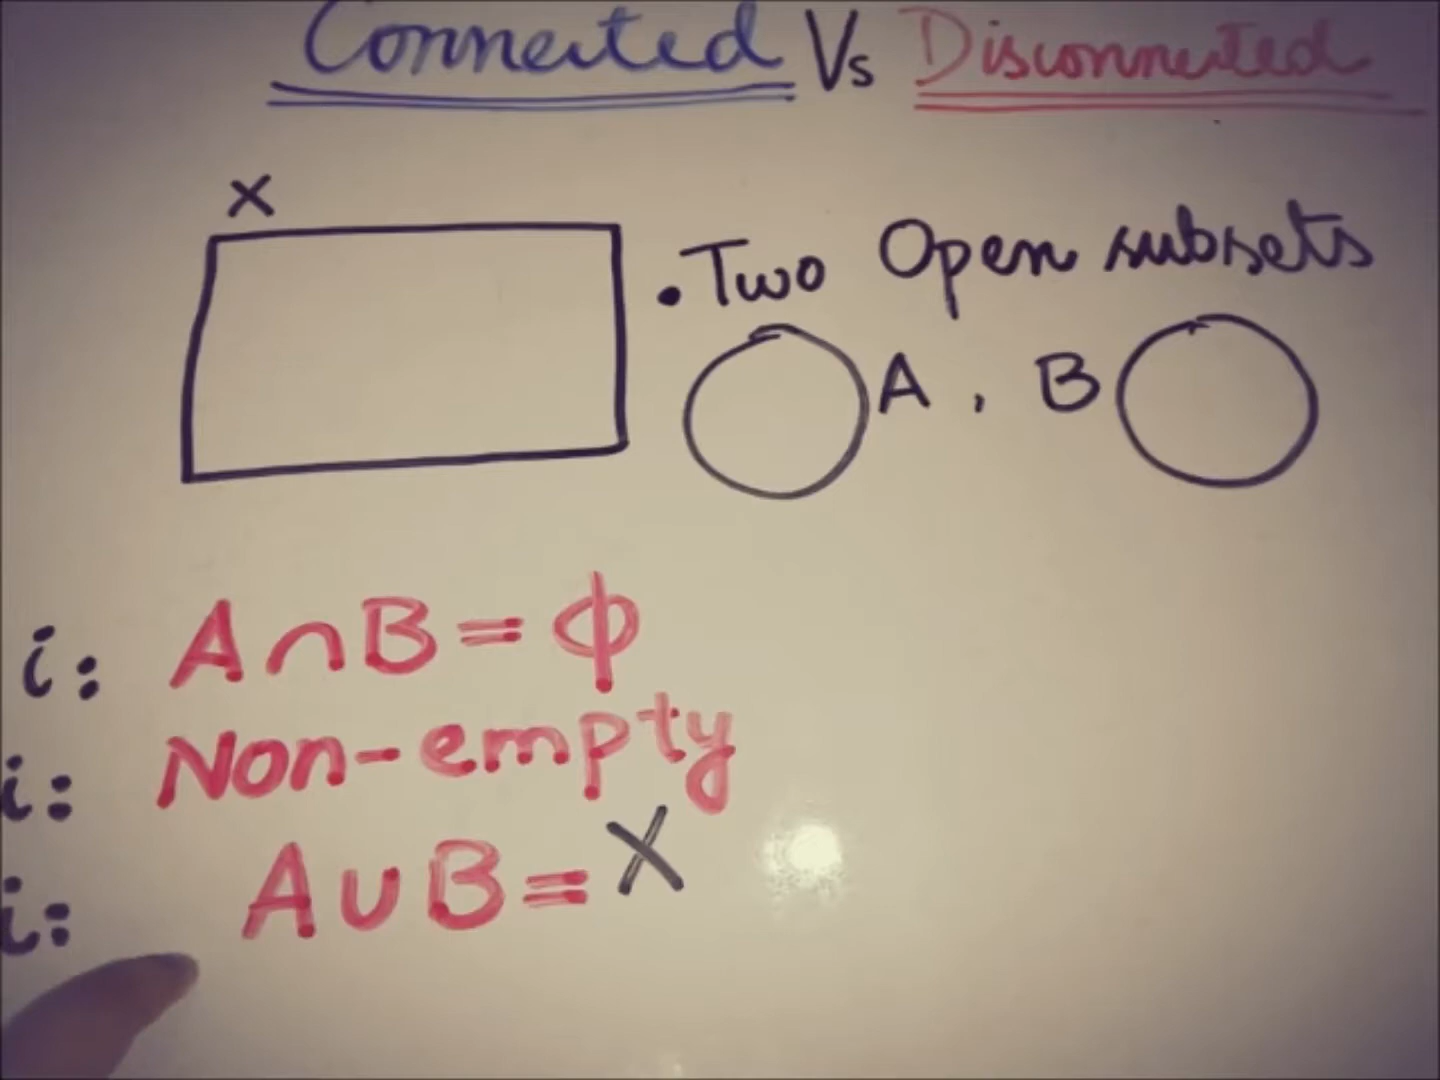 Connected Vs Disconnected
X
. Two Open subsets
A , B
i: A∩B=ϕ
i: Non-empty
i: A∪B=X